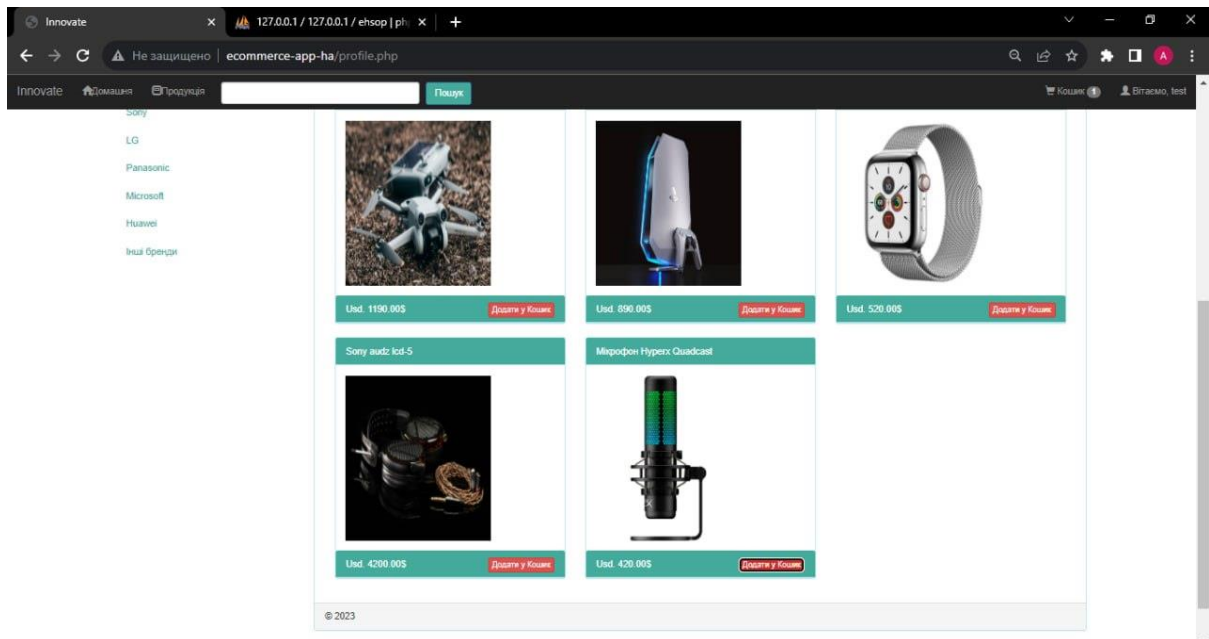 Innovate
127.0.0.1 / 127.0.0.1 / ehsop | ph
Не защищено | ecommerce-app-ha/profile.php
A
Innovate Домашня Продукція Пошук Кошик 1 Вітаємо, test
Sony
LG
Panasonic
Microsoft
Huawei
Інші бренди
Usd. 1190.00$ Додати у Кошик
Usd. 890.00$ Додати у Кошик
Usd. 520.00$ Додати у Кошик
Sony audz lcd-5
Мікрофон Hyperx Quadcast
Usd. 4200.00$ Додати у Кошик
Usd. 420.00$ Додати у Кошик
© 2023